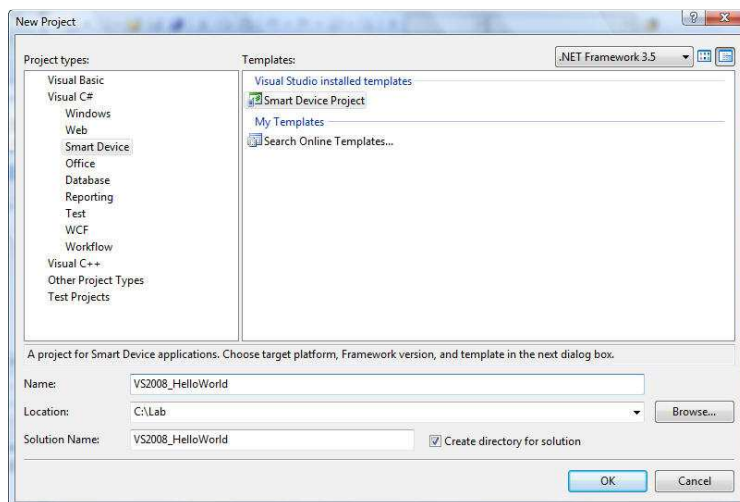 New Project
Project types:
Templates:
.NET Framework 3.5
Visual Basic
Visual C#
Windows
Web
Smart Device
Office
Database
Reporting
Test
WCF
Workflow
Visual C++
Other Project Types
Test Projects
Visual Studio installed templates
Smart Device Project
My Templates
Search Online Templates...
A project for Smart Device applications. Choose target platform, Framework version, and template in the next dialog box.
Name:
VS2008_HelloWorld
Location:
C:\Lab
Browse...
Solution Name:
VS2008_HelloWorld
Create directory for solution
OK
Cancel